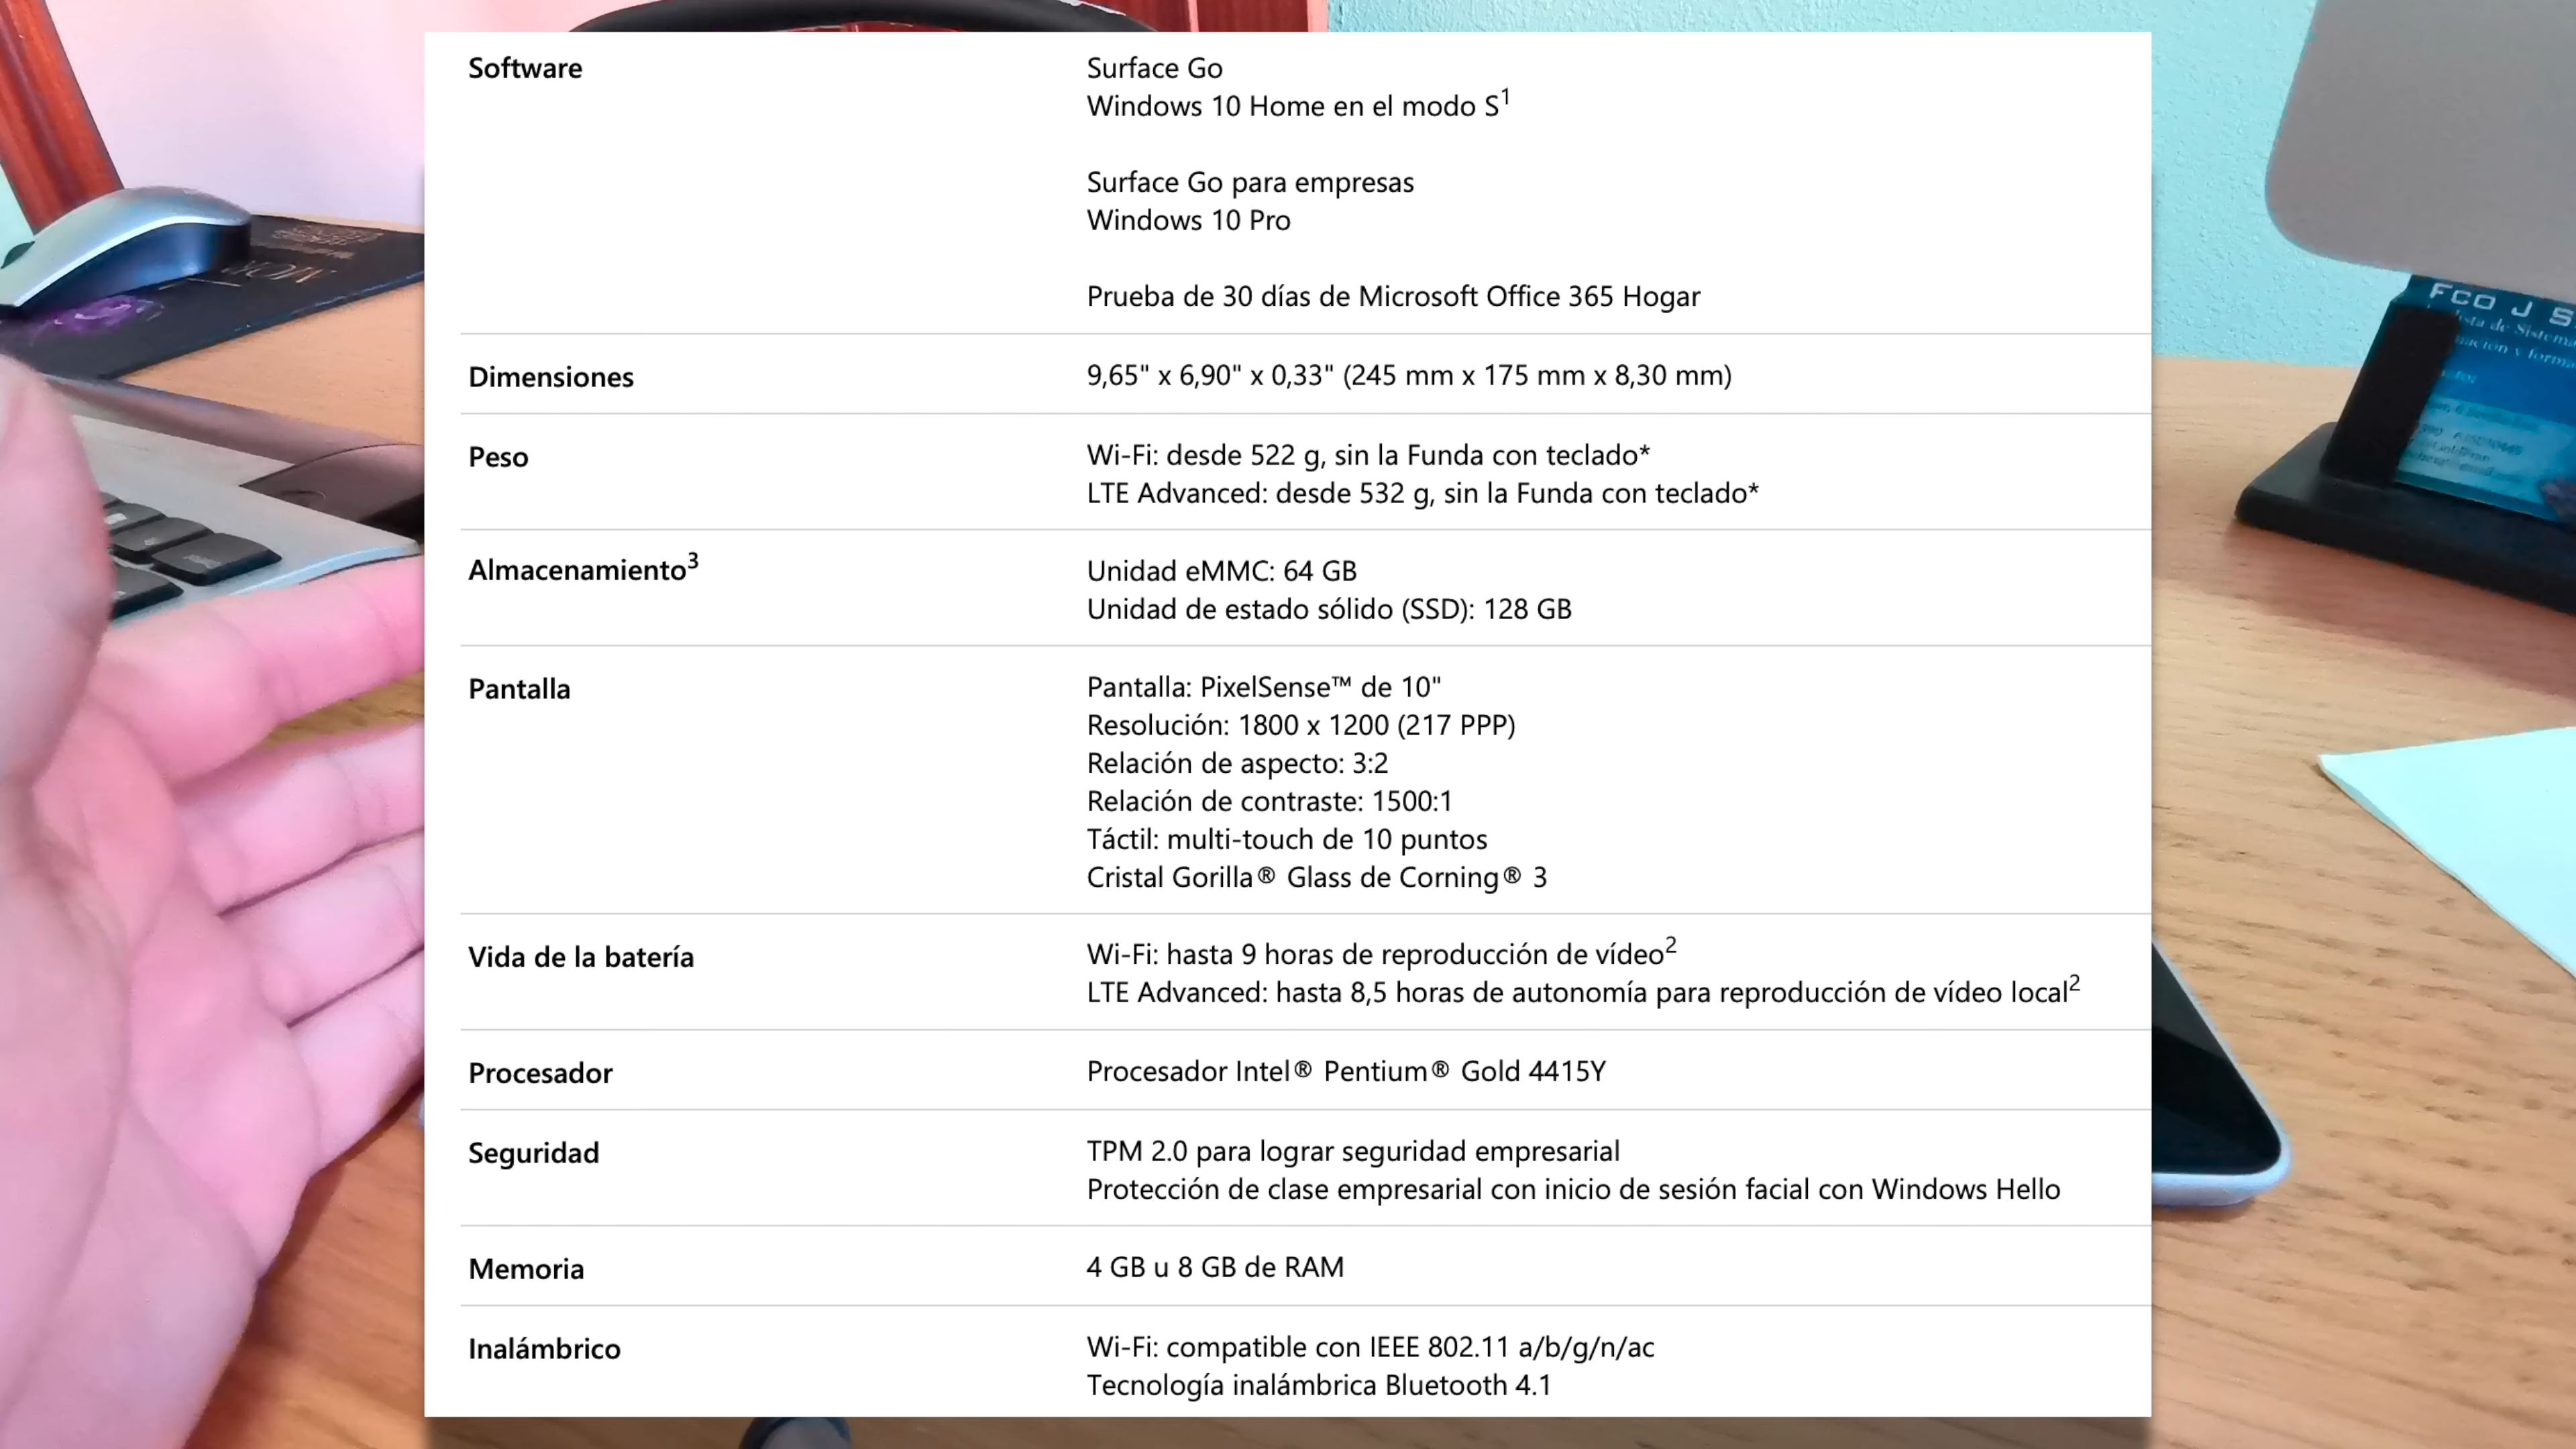 Software
Surface Go
Windows 10 Home en el modo S¹
Surface Go para empresas
Windows 10 Pro
Prueba de 30 días de Microsoft Office 365 Hogar
Dimensiones
9,65" x 6,90" x 0,33" (245 mm x 175 mm x 8,30 mm)
Peso
Wi-Fi: desde 522 g, sin la Funda con teclado*
LTE Advanced: desde 532 g, sin la Funda con teclado*
Almacenamiento³
Unidad eMMC: 64 GB
Unidad de estado sólido (SSD): 128 GB
Pantalla
Pantalla: PixelSense™ de 10"
Resolución: 1800 x 1200 (217 PPP)
Relación de aspecto: 3:2
Relación de contraste: 1500:1
Táctil: multi-touch de 10 puntos
Cristal Gorilla® Glass de Corning® 3
Vida de la batería
Wi-Fi: hasta 9 horas de reproducción de vídeo²
LTE Advanced: hasta 8,5 horas de autonomía para reproducción de vídeo local²
Procesador
Procesador Intel® Pentium® Gold 4415Y
Seguridad
TPM 2.0 para lograr seguridad empresarial
Protección de clase empresarial con inicio de sesión facial con Windows Hello
Memoria
4 GB u 8 GB de RAM
Inalámbrico
Wi-Fi: compatible con IEEE 802.11 a/b/g/n/ac
Tecnología inalámbrica Bluetooth 4.1
FCO J S
de Sistema